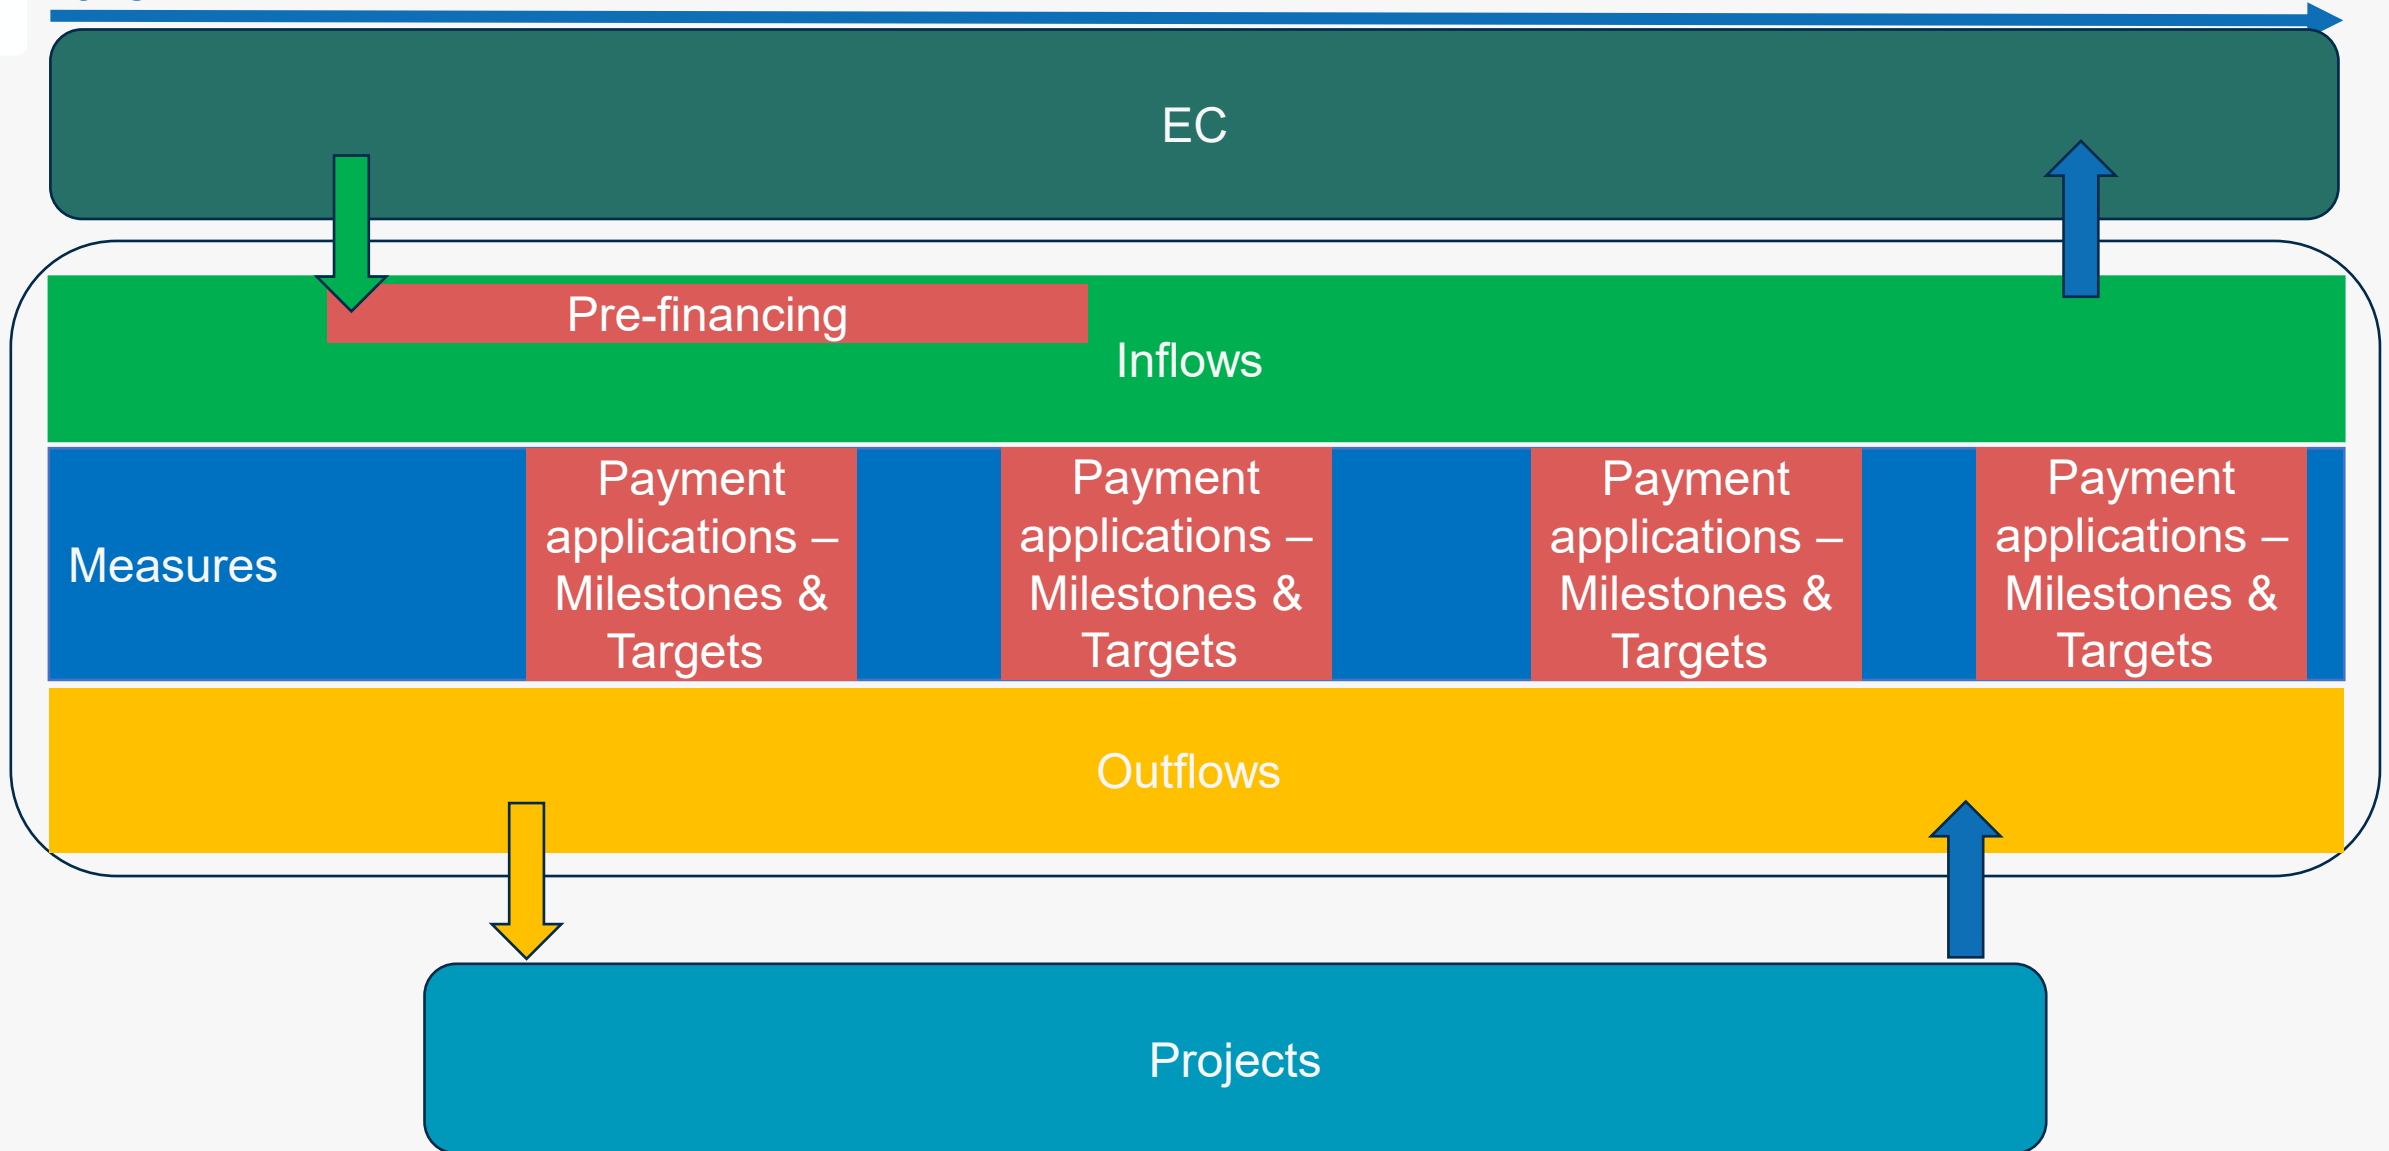 EC
Pre-financing
Inflows
Measures
Payment
applications –
Milestones &
Targets
Payment
applications –
Milestones &
Targets
Payment
applications –
Milestones &
Targets
Payment
applications –
Milestones &
Targets
Outflows
Projects